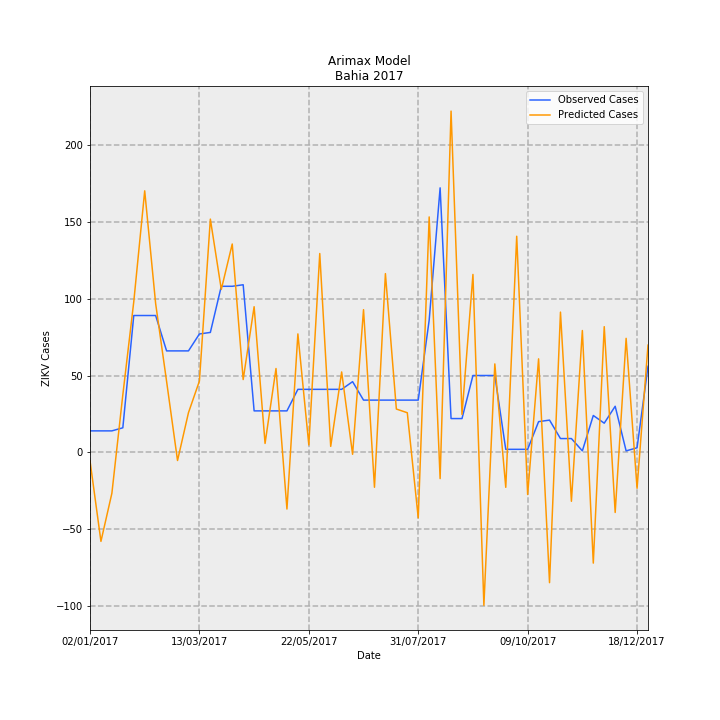 Arimax Model
Bahia 2017
Observed Cases
Predicted Cases
200
150
100
50
0
−50
−100
ZIKV Cases
02/01/2017 13/03/2017 22/05/2017 31/07/2017 09/10/2017 18/12/2017
Date